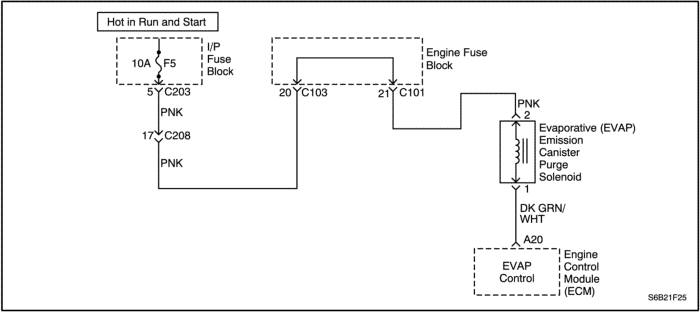 Hot in Run and Start
I/P
Fuse
Block
10A F5
5 C203
PNK
17 C208
PNK
Engine Fuse
Block
20 C103
21 C101
PNK
2
Evaporative (EVAP)
Emission
Canister
Purge
Solenoid
1
DK GRN/
WHT
A20
EVAP
Control
Engine
Control
Module
(ECM)
S6B21F25